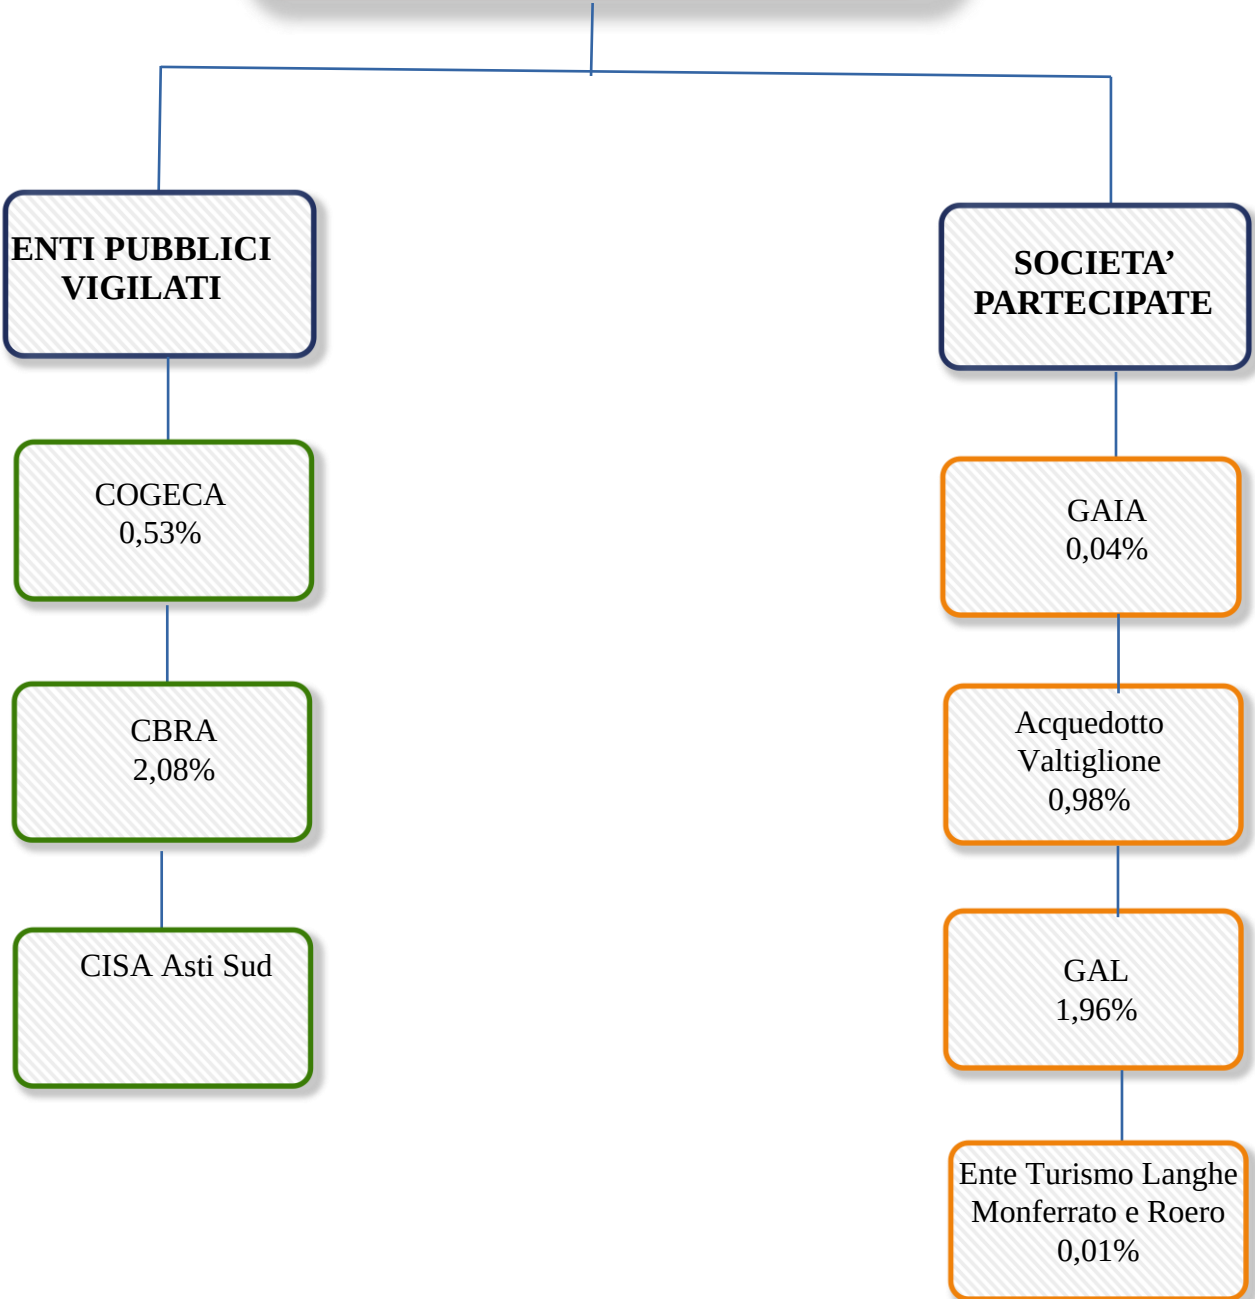 ENTI PUBBLICI
VIGILATI
COGECA
0,53%
CBRA
2,08%
CISA Asti Sud
SOCIETA’
PARTECIPATE
GAIA
0,04%
Acquedotto
Valtiglione
0,98%
GAL
1,96%
Ente Turismo Langhe
Monferrato e Roero
0,01%